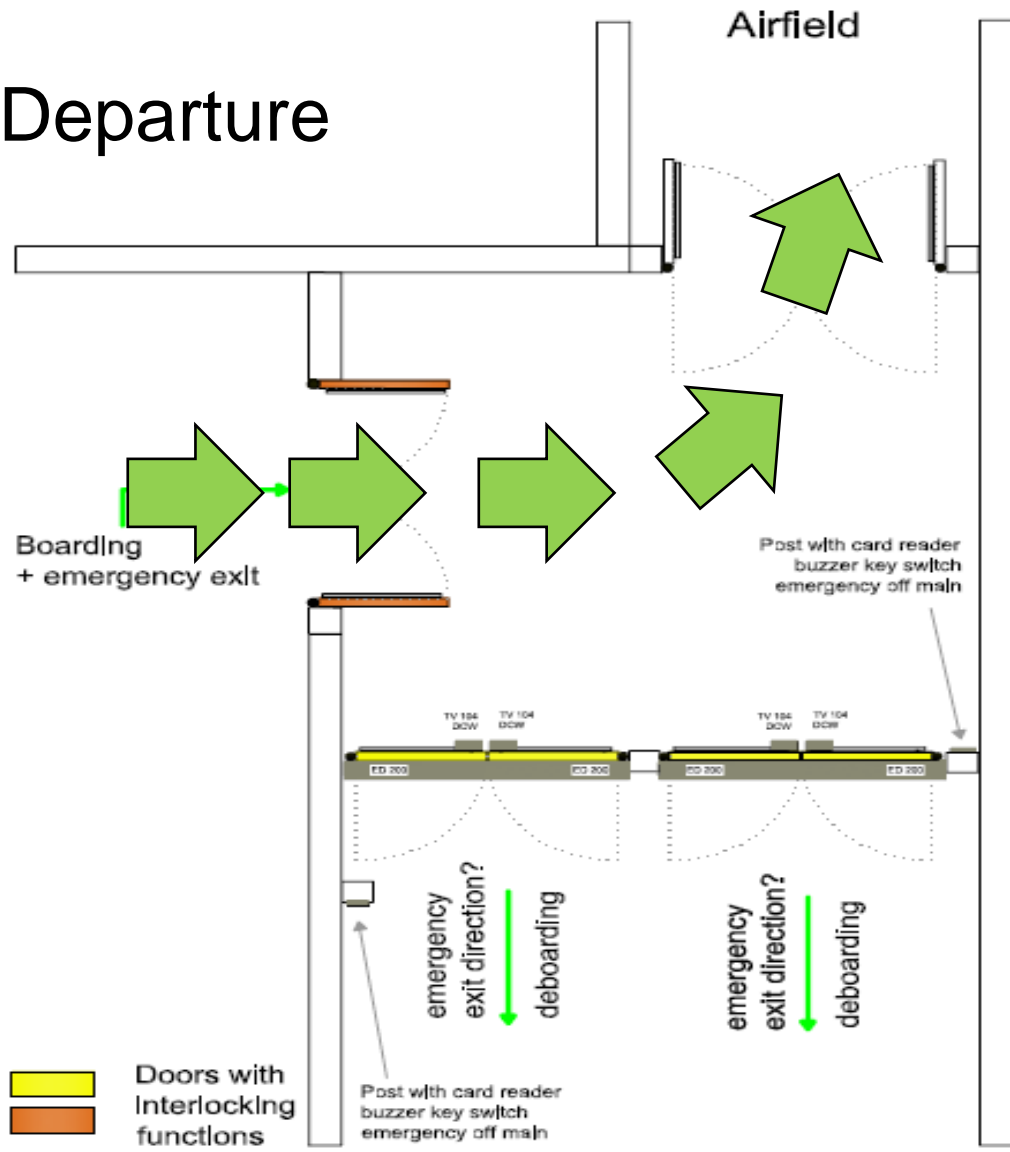 Airfield
Departure
Boarding
+ emergency exit
Post with card reader
buzzer key switch
emergency off main
TV 104
DCW
TV 104
DCW
TV 104
DCW
TV 104
DCW
ED 200
ED 200
ED 200
ED 200
emergency
exit direction?
deboarding
emergency
exit direction?
deboarding
Doors with
interlocking
functions
Post with card reader
buzzer key switch
emergency off main